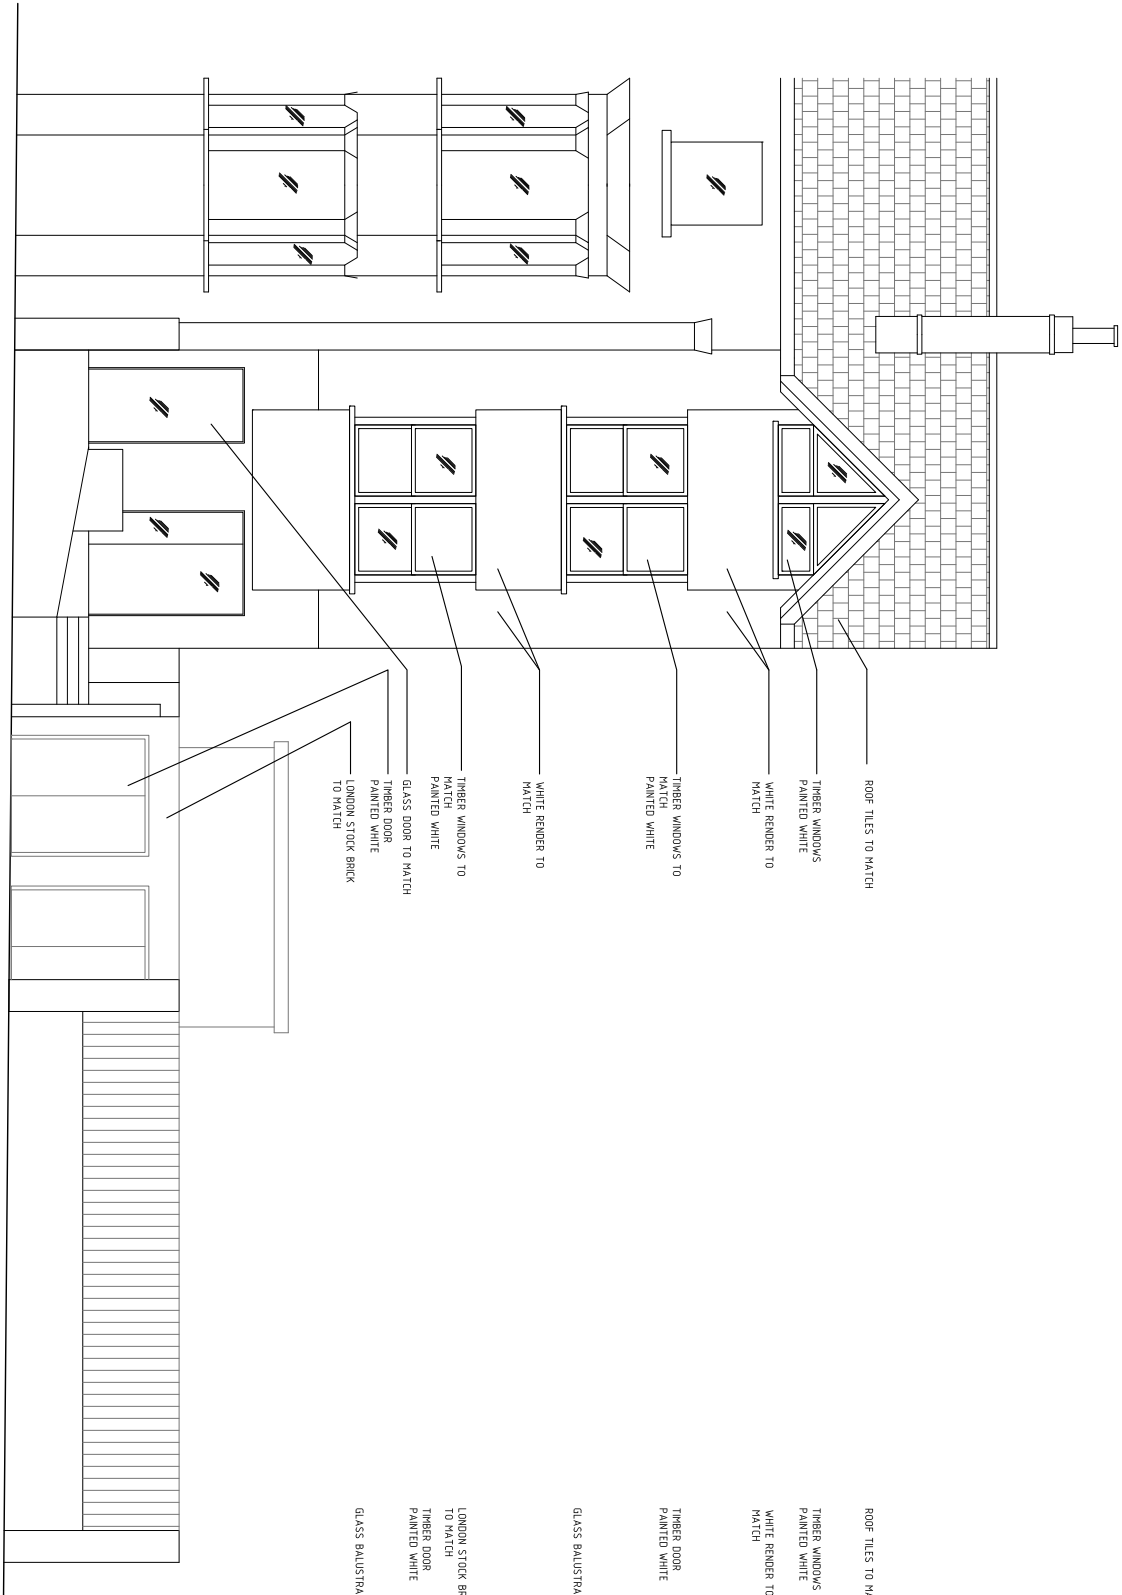 ROOF TILES TO MATCH
TIMBER WINDOWS
PAINTED WHITE
WHITE RENDER TO
MATCH
TIMBER WINDOWS TO
MATCH
PAINTED WHITE
WHITE RENDER TO
MATCH
TIMBER WINDOWS TO
MATCH
PAINTED WHITE
GLASS DOOR TO MATCH
TIMBER DOOR
PAINTED WHITE
LONDON STOCK BRICK
TO MATCH
ROOF TILES TO MA
TIMBER WINDOWS
PAINTED WHITE
WHITE RENDER TO
MATCH
TIMBER DOOR
PAINTED WHITE
GLASS BALUSTRA
LONDON STOCK BR
TO MATCH
TIMBER DOOR
PAINTED WHITE
GLASS BALUSTRA